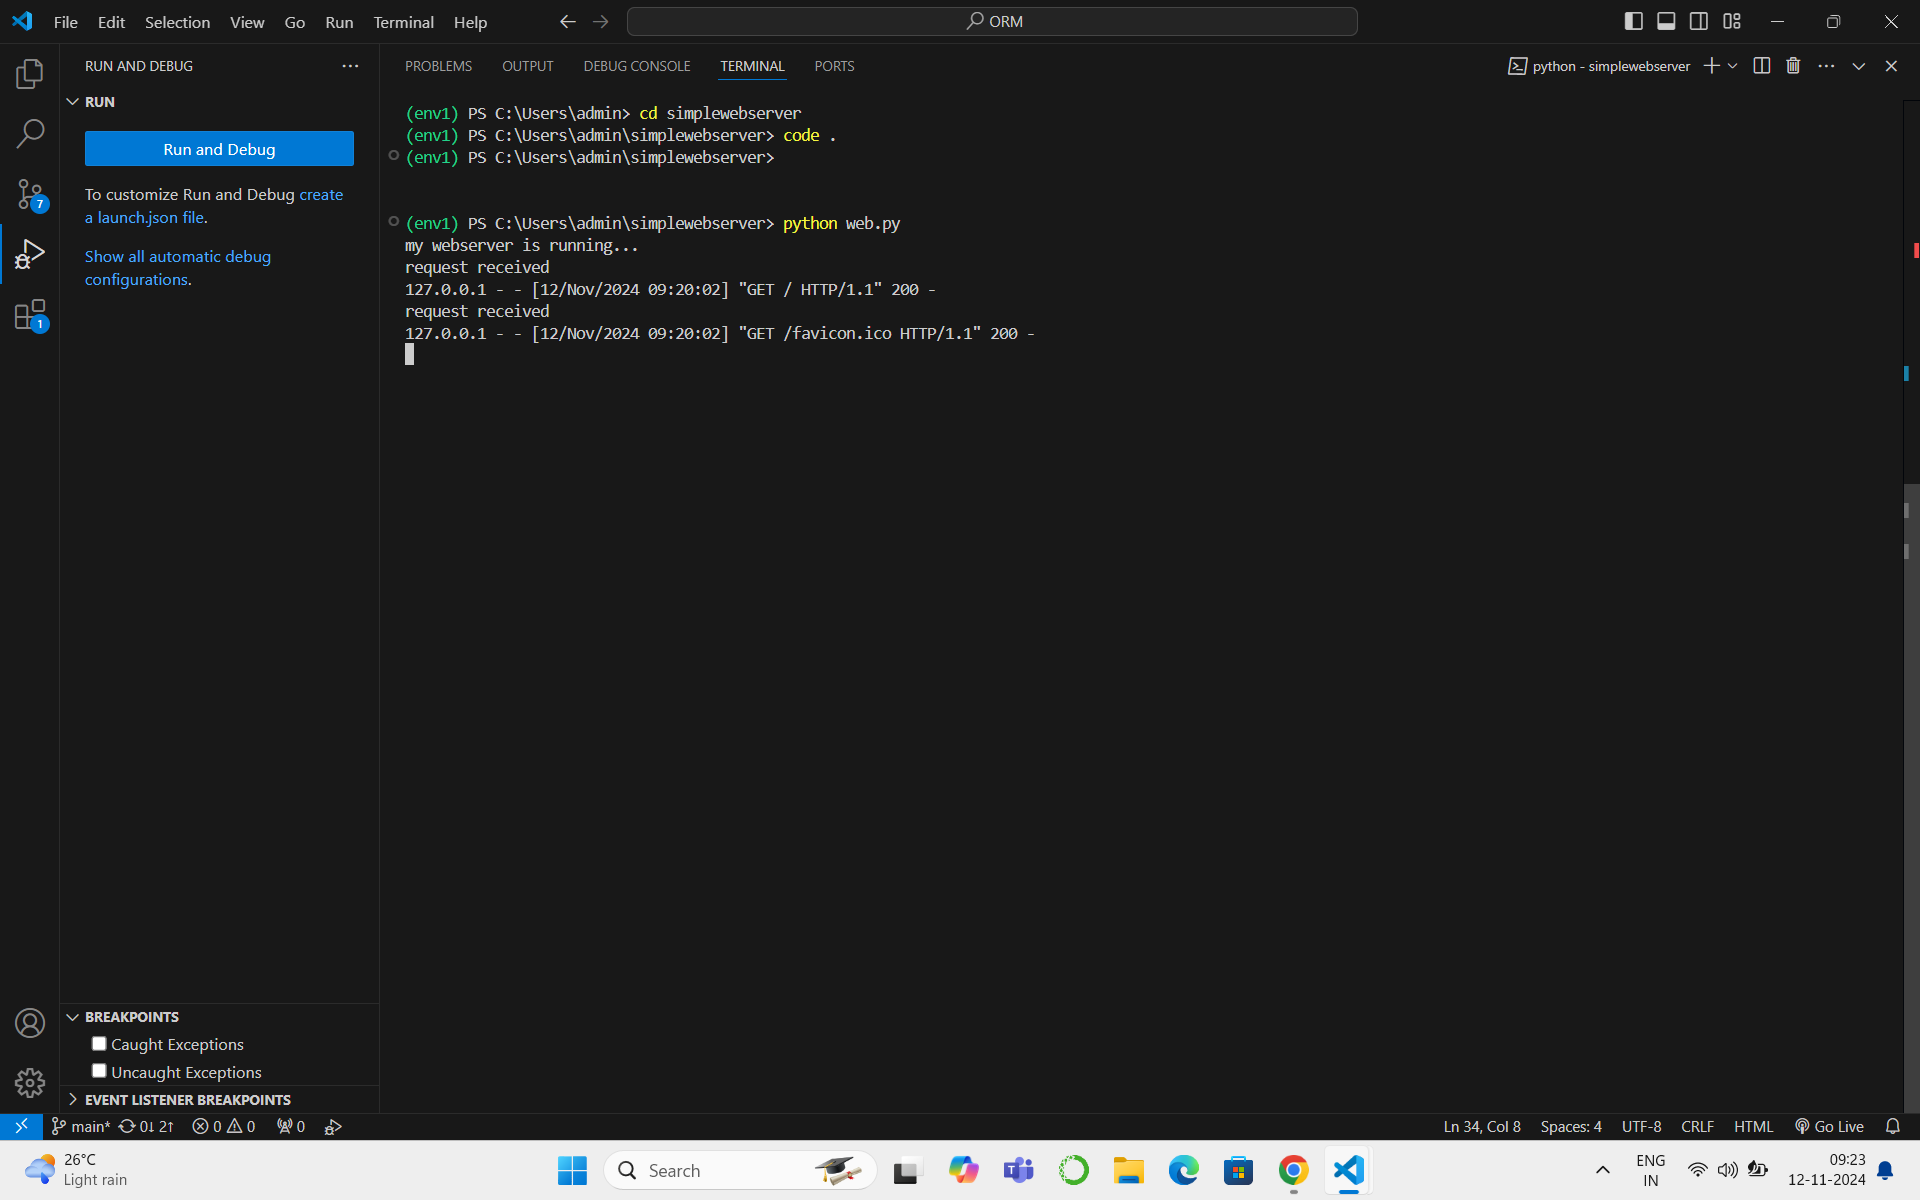 File Edit Selection View Go Run Terminal Help
ORM
RUN AND DEBUG
RUN
Run and Debug
To customize Run and Debug create
a launch.json file.
Show all automatic debug
configurations.
PROBLEMS OUTPUT DEBUG CONSOLE TERMINAL PORTS
python - simplewebserver
(env1) PS C:\Users\admin> cd simplewebserver
(env1) PS C:\Users\admin\simplewebserver> code .
(env1) PS C:\Users\admin\simplewebserver>
(env1) PS C:\Users\admin\simplewebserver> python web.py
my webserver is running...
request received
127.0.0.1 - - [12/Nov/2024 09:20:02] "GET / HTTP/1.1" 200 -
request received
127.0.0.1 - - [12/Nov/2024 09:20:02] "GET /favicon.ico HTTP/1.1" 200 -
7
1
BREAKPOINTS
Caught Exceptions
Uncaught Exceptions
EVENT LISTENER BREAKPOINTS
main* 0↓ 2↑ 0 0 0
Ln 34, Col 8 Spaces: 4 UTF-8 CRLF HTML Go Live
26°C
Light rain
Search
ENG
IN
09:23
12-11-2024